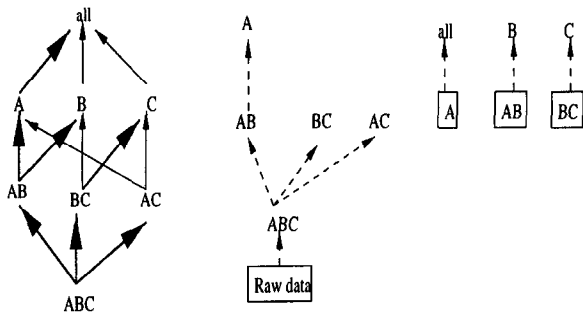 all
A B C
AB BC AC
ABC
A
AB BC AC
ABC
Raw data
all B C
A AB BC